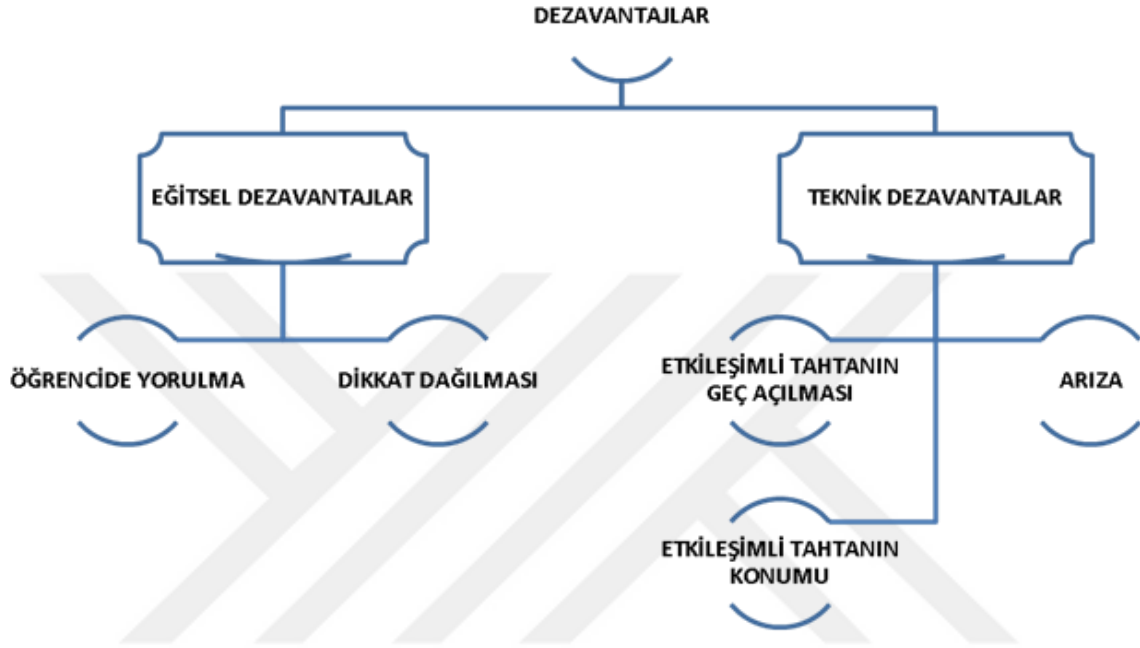 DEZAVANTAJLAR
EĞİTSEL DEZAVANTAJLAR
TEKNİK DEZAVANTAJLAR
ÖĞRENCİDE YORULMA
DİKKAT DAĞILMASI
ETKİLEŞİMLİ TAHTANIN
GEÇ AÇILMASI
ARIZA
ETKİLEŞİMLİ TAHTANIN
KONUMU